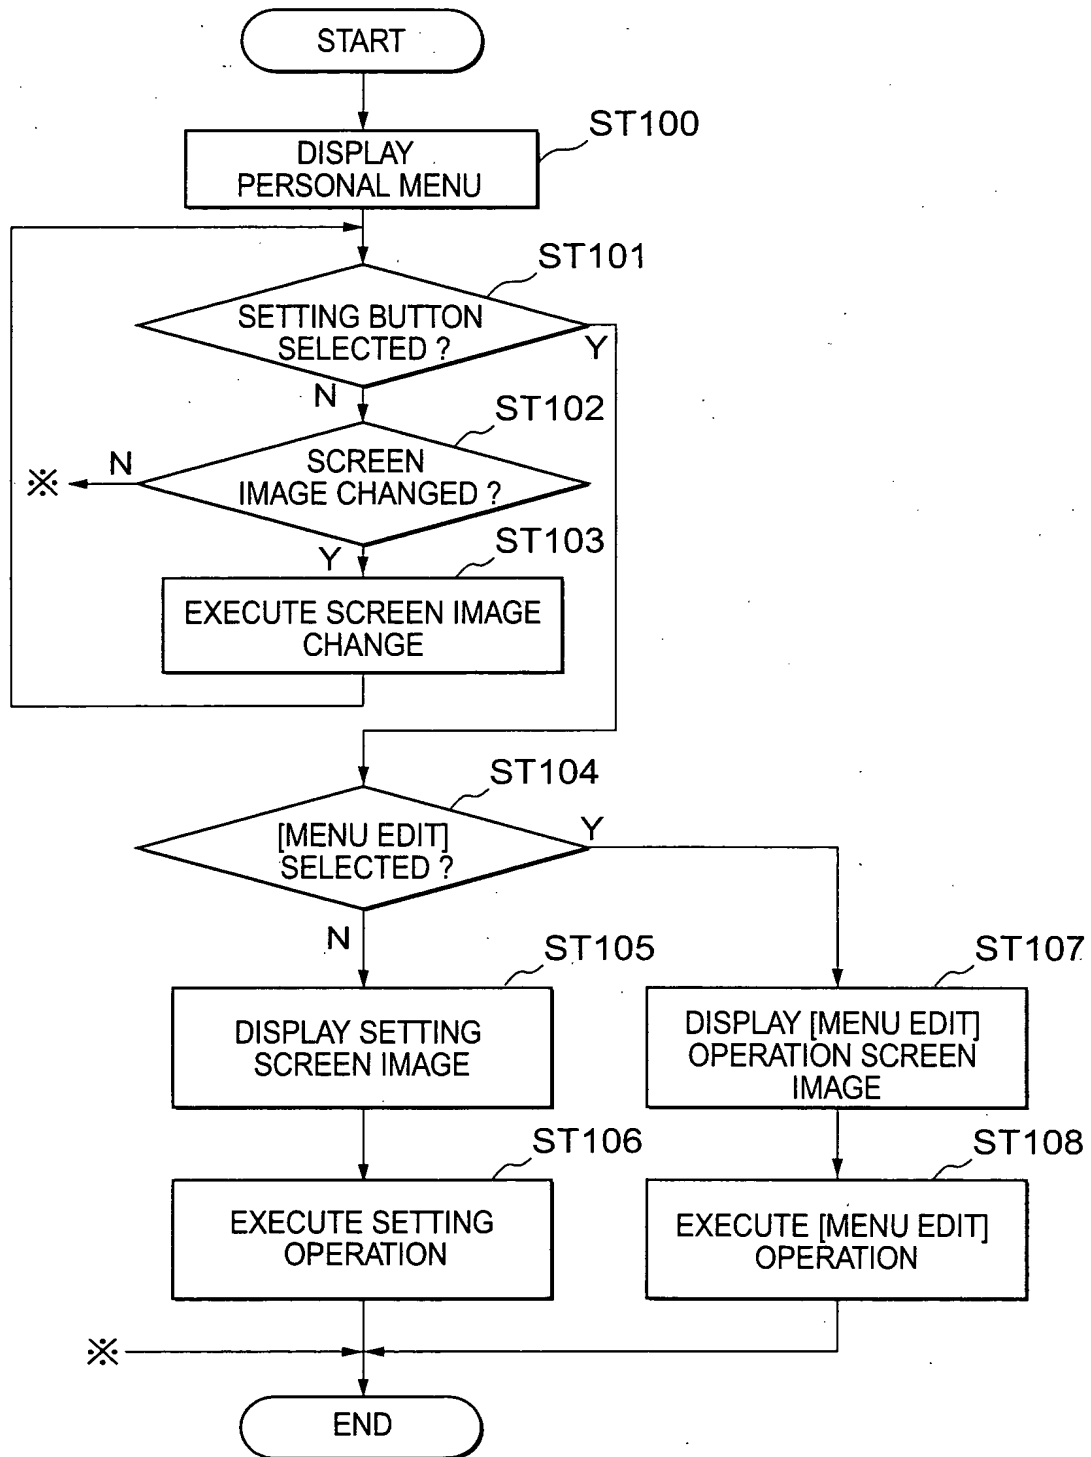 START
ST100
DISPLAY
PERSONAL MENU
ST101
SETTING BUTTON
SELECTED ?
Y
N
ST102
SCREEN
IMAGE CHANGED ?
N
※
Y
ST103
EXECUTE SCREEN IMAGE
CHANGE
ST104
[MENU EDIT]
SELECTED ?
Y
N
ST105
DISPLAY SETTING
SCREEN IMAGE
ST107
DISPLAY [MENU EDIT]
OPERATION SCREEN
IMAGE
ST106
EXECUTE SETTING
OPERATION
ST108
EXECUTE [MENU EDIT]
OPERATION
※
END